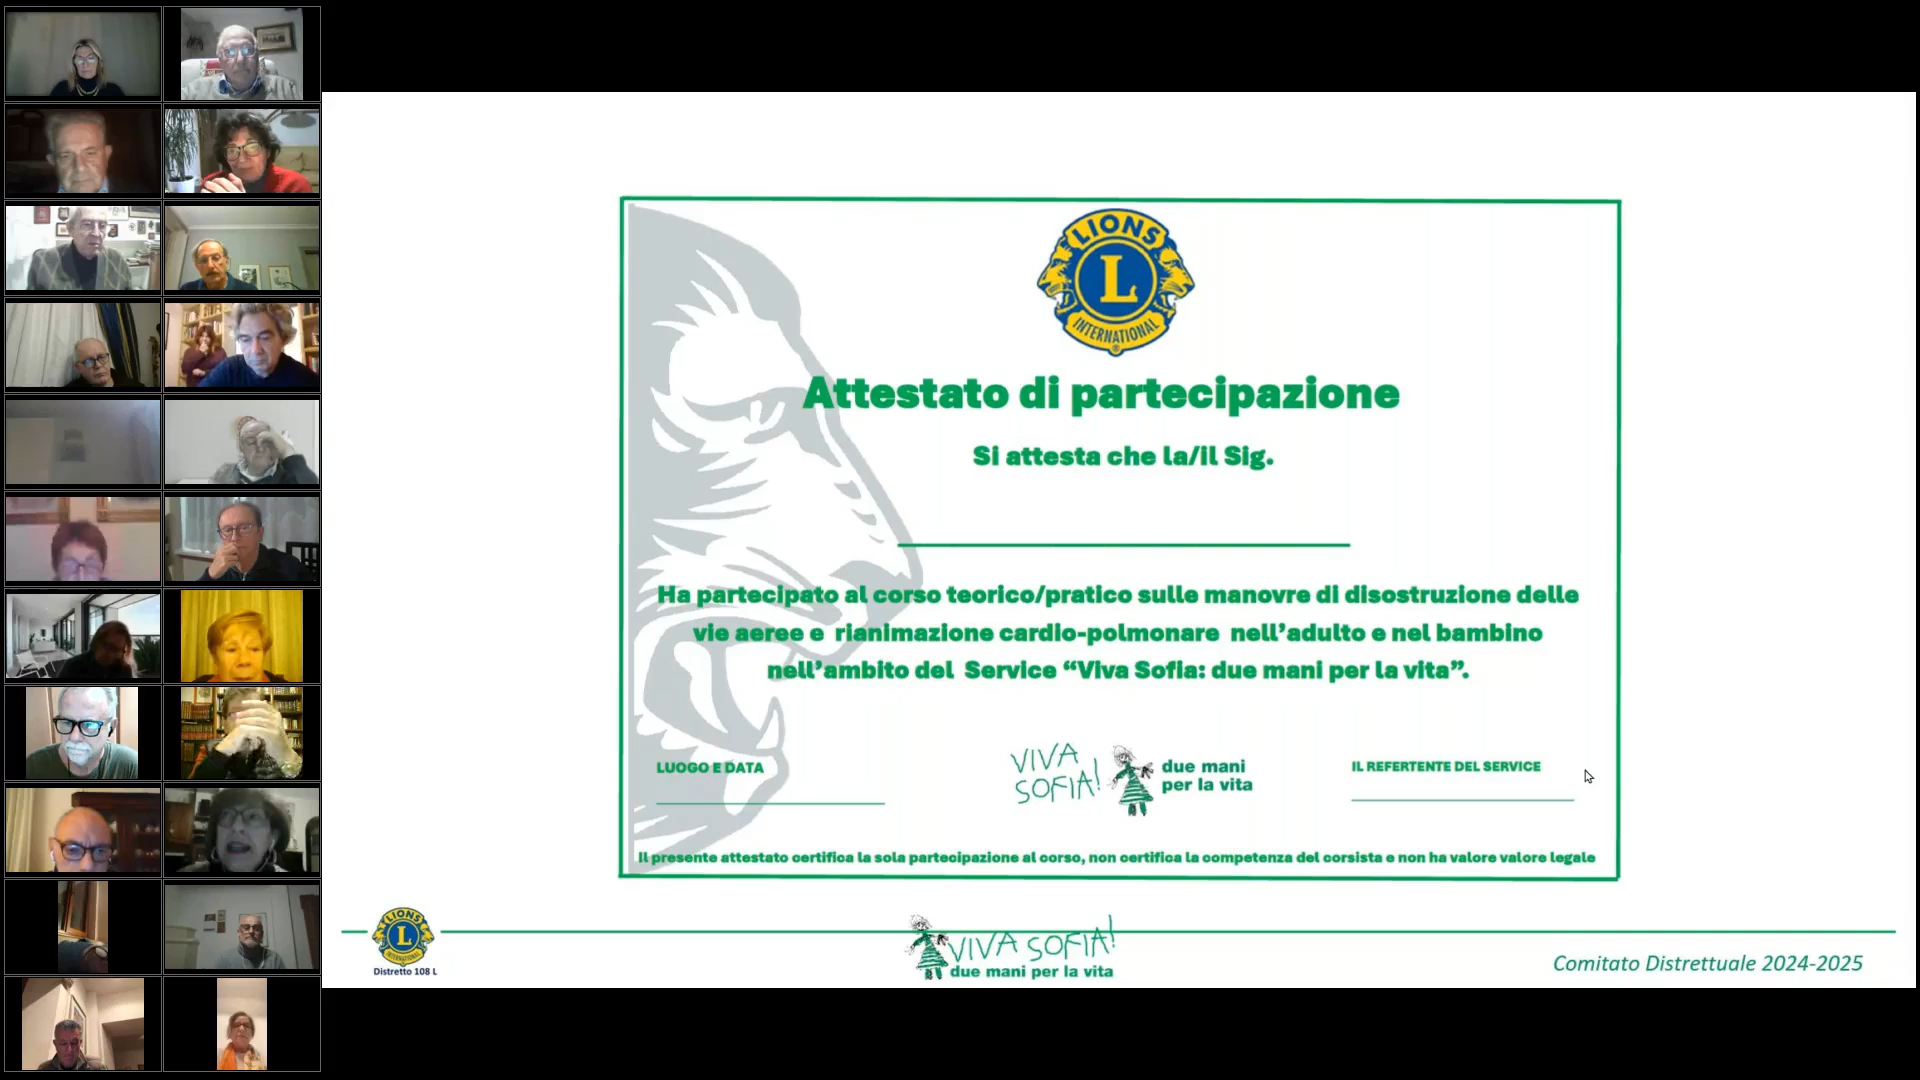 LIONS
L
INTERNATIONAL
®
Attestato di partecipazione
Si attesta che la/il Sig.
Ha partecipato al corso teorico/pratico sulle manovre di disostruzione delle
vie aeree e rianimazione cardio-polmonare nell’adulto e nel bambino
nell’ambito del Service “Viva Sofia: due mani per la vita”.
LUOGO E DATA
VIVA
SOFIA!
due mani
per la vita
IL REFERTENTE DEL SERVICE
Il presente attestato certifica la sola partecipazione al corso, non certifica la competenza del corsista e non ha valore valore legale
LIONS
L
INTERNATIONAL
Distretto 108 L
VIVA SOFIA!
due mani per la vita
Comitato Distrettuale 2024-2025